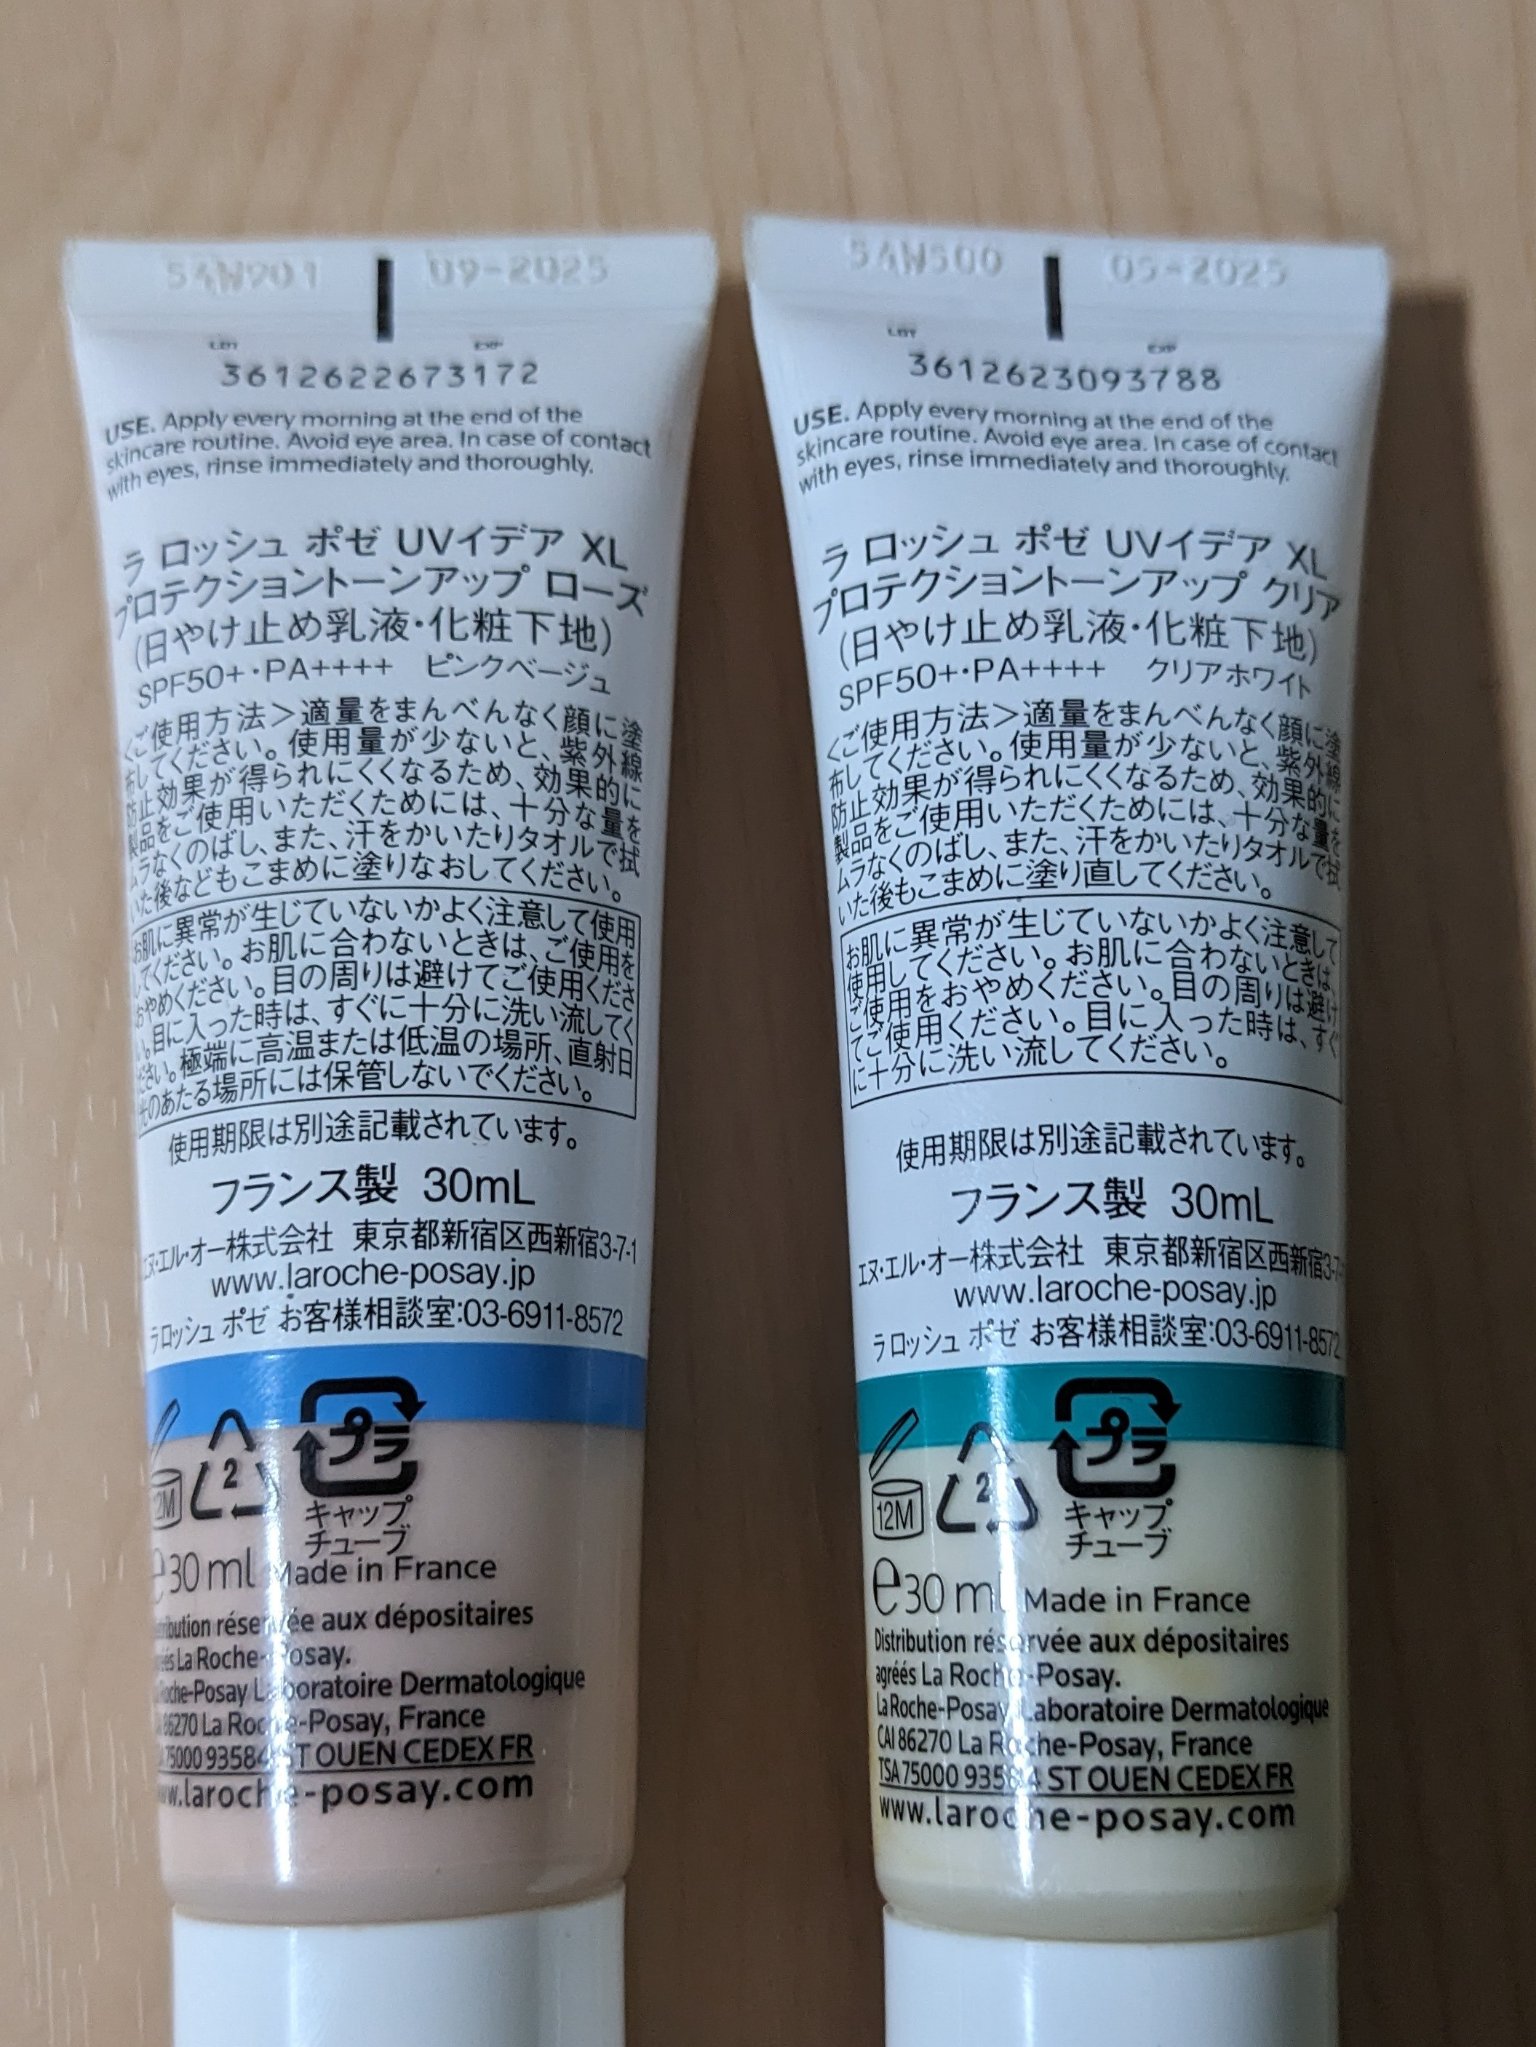 54W901 09-2025
LOT EXP
3612622673172
USE. Apply every morning at the end of the
skincare routine. Avoid eye area. In case of contact
with eyes, rinse immediately and thoroughly.
ラ ロッシュ ポゼ UVイデア XL
プロテクショントーンアップ ローズ
(日やけ止め乳液・化粧下地)
SPF50+・PA++++ ピンクベージュ
<ご使用方法>適量をまんべんなく顔に塗
布してください。使用量が少ないと、紫外線
防止効果が得られにくくなるため、効果的に
製品をご使用いただくためには、十分な量を
ムラなくのばし、また、汗をかいたりタオルで拭
いた後などもこまめに塗りなおしてください。
お肌に異常が生じていないかよく注意して使用
してください。お肌に合わないときは、ご使用を
おやめください。目の周りは避けてご使用くださ
い。目に入った時は、すぐに十分に洗い流してく
ださい。極端に高温または低温の場所、直射日
光のあたる場所には保管しないでください。
使用期限は別途記載されています。
フランス製 30mL
エヌ・エル・オー株式会社 東京都新宿区西新宿3-7-1
www.laroche-posay.jp
ラ ロッシュ ポゼ お客様相談室:03-6911-8572
2M 2 プラ
キャップ
チューブ
e30 ml Made in France
tribution réservée aux dépositaires
réés La Roche-Posay.
Roche-Posay Laboratoire Dermatologique
86270 La Roche-Posay, France
75000 93584 ST OUEN CEDEX FR
www.laroche-posay.com
54W500 05-2025
LOT EXP
3612623093788
USE. Apply every morning at the end of the
skincare routine. Avoid eye area. In case of contact
with eyes, rinse immediately and thoroughly.
ラ ロッシュ ポゼ UVイデア XL
プロテクショントーンアップ クリア
(日やけ止め乳液・化粧下地)
SPF50+・PA++++ クリアホワイト
<ご使用方法>適量をまんべんなく顔に塗
布してください。使用量が少ないと、紫外線
防止効果が得られにくくなるため、効果的に
製品をご使用いただくためには、十分な量を
ムラなくのばし、また、汗をかいたりタオルで拭
いた後もこまめに塗り直してください。
お肌に異常が生じていないかよく注意して
使用してください。お肌に合わないときは、
ご使用をおやめください。目の周りは避け
てご使用ください。目に入った時は、すぐ
に十分に洗い流してください。
使用期限は別途記載されています。
フランス製 30mL
エヌ・エル・オー株式会社 東京都新宿区西新宿3-7-
www.laroche-posay.jp
ラ ロッシュ ポゼ お客様相談室:03-6911-8572
12M 2 プラ
キャップ
チューブ
e30 ml Made in France
Distribution réservée aux dépositaires
agréés La Roche-Posay.
La Roche-Posay Laboratoire Dermatologique
CAI 86270 La Roche-Posay, France
TSA 75000 93584 ST OUEN CEDEX FR
www.laroche-posay.com